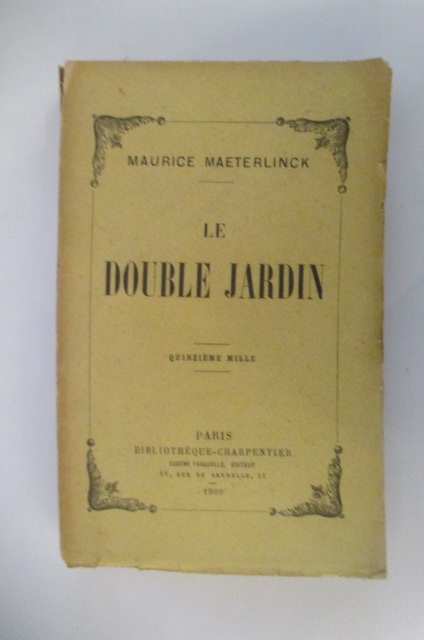 MAURICE MAETERLINCK
LE
DOUBLE JARDIN
QUINZIÈME MILLE
PARIS
BIBLIOTHÈQUE-CHARPENTIER
EUGÈNE FASQUELLE, ÉDITEUR
11, RUE DE GRENELLE, 11